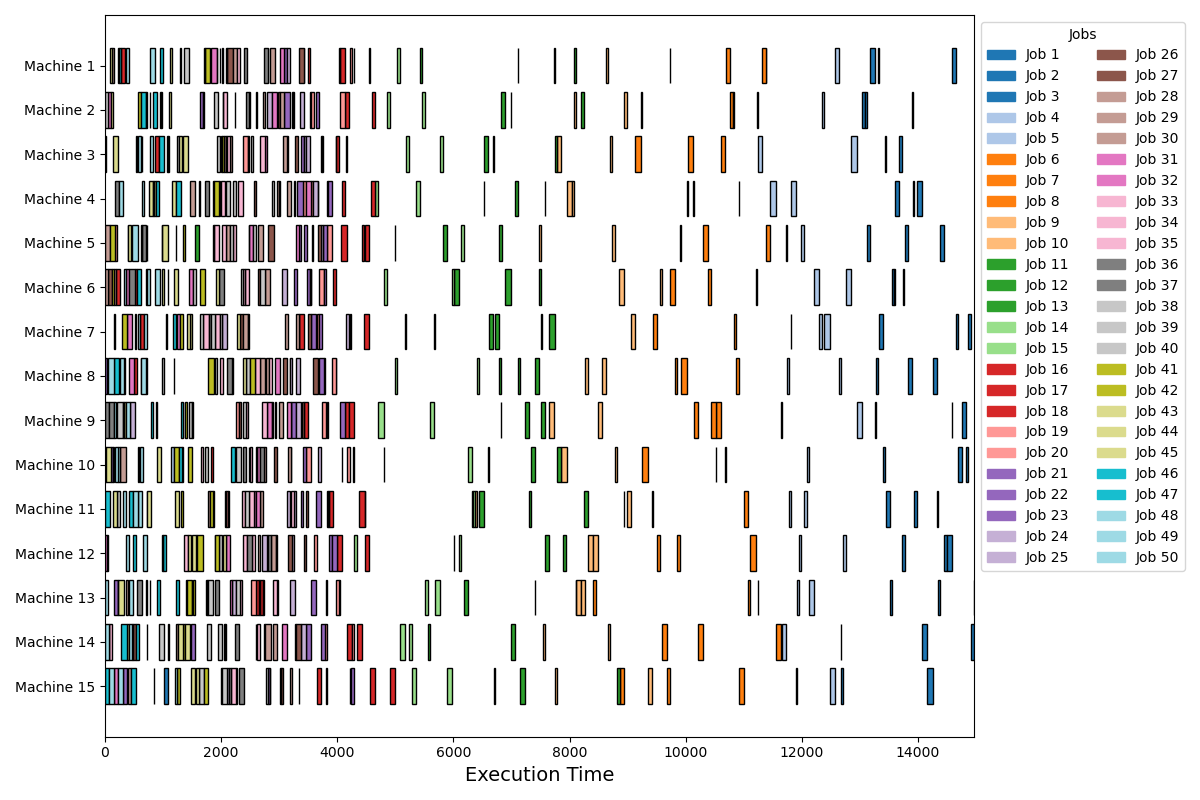 Machine 1
Machine 2
Machine 3
Machine 4
Machine 5
Machine 6
Machine 7
Machine 8
Machine 9
Machine 10
Machine 11
Machine 12
Machine 13
Machine 14
Machine 15
0 2000 4000 6000 8000 10000 12000 14000
Execution Time
Jobs
Job 1 Job 26
Job 2 Job 27
Job 3 Job 28
Job 4 Job 29
Job 5 Job 30
Job 6 Job 31
Job 7 Job 32
Job 8 Job 33
Job 9 Job 34
Job 10 Job 35
Job 11 Job 36
Job 12 Job 37
Job 13 Job 38
Job 14 Job 39
Job 15 Job 40
Job 16 Job 41
Job 17 Job 42
Job 18 Job 43
Job 19 Job 44
Job 20 Job 45
Job 21 Job 46
Job 22 Job 47
Job 23 Job 48
Job 24 Job 49
Job 25 Job 50